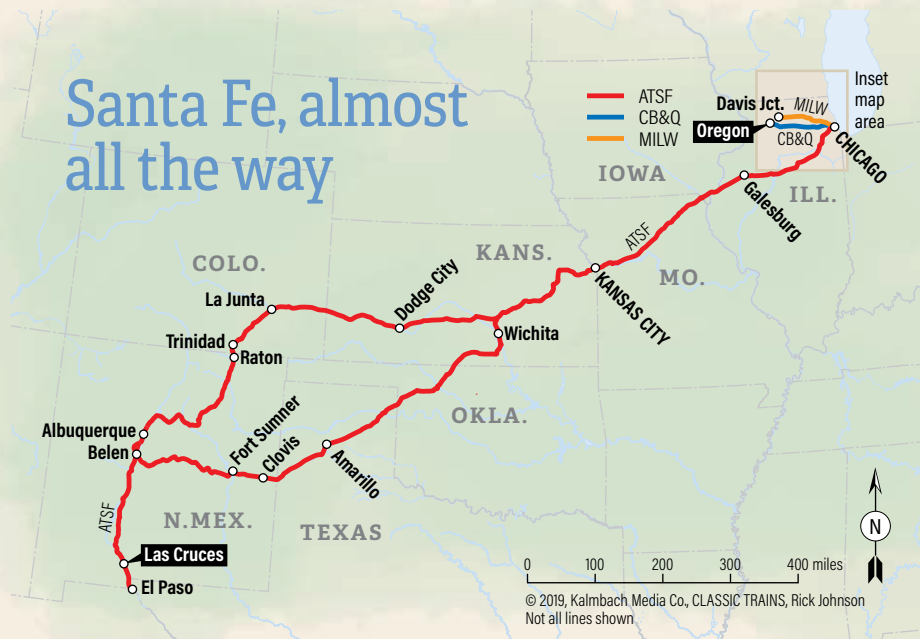 Santa Fe, almost
all the way
ATSF
CB&Q
MILW
Inset
map
area
Davis Jct.
MILW
Oregon
CB&Q
CHICAGO
IOWA
ILL.
Galesburg
ATSF
KANS.
MO.
COLO.
KANSAS CITY
La Junta
Dodge City
Trinidad
Raton
Wichita
OKLA.
Albuquerque
Belen
Fort Sumner
Clovis
Amarillo
ATSF
N.MEX.
TEXAS
N
Las Cruces
El Paso
0 100 200 300 400 miles
© 2019, Kalmbach Media Co., CLASSIC TRAINS, Rick Johnson
Not all lines shown